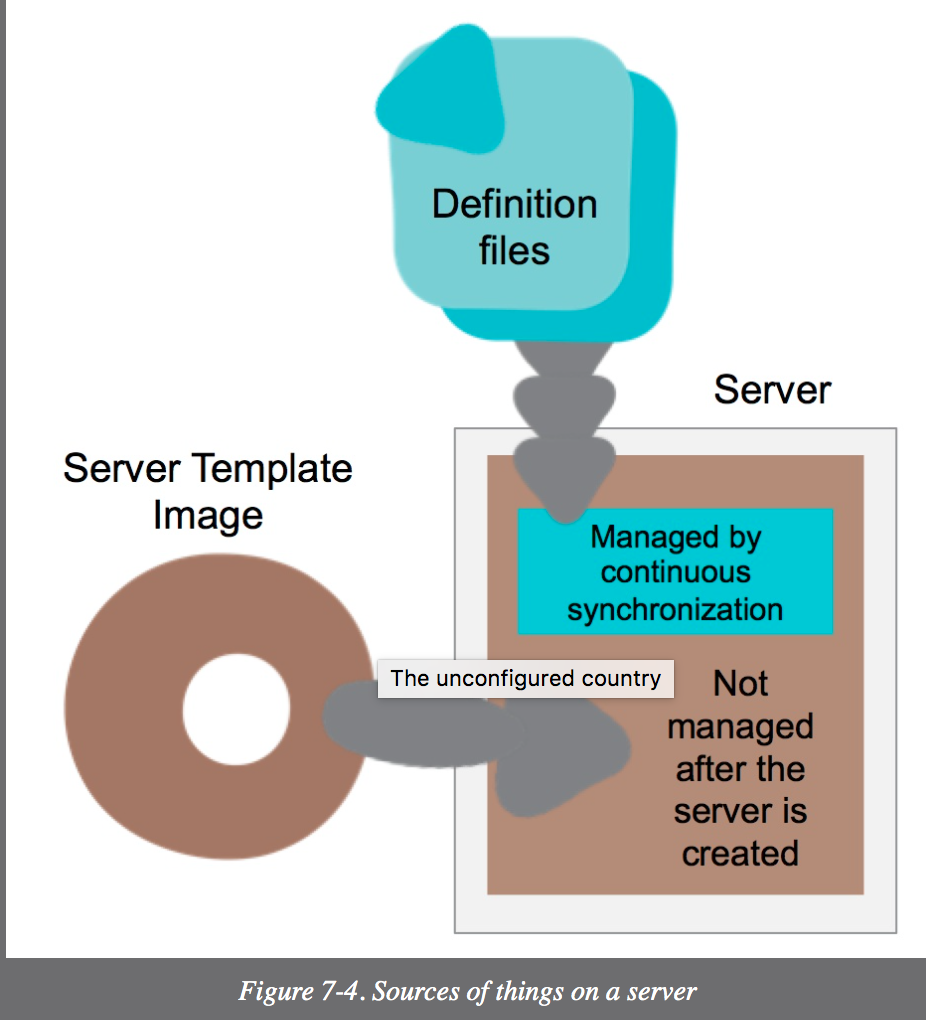 Definition
files
Server
Server Template
Image
Managed by
continuous
synchronization
The unconfigured country
Not
managed
after the
server is
created
Figure 7-4. Sources of things on a server